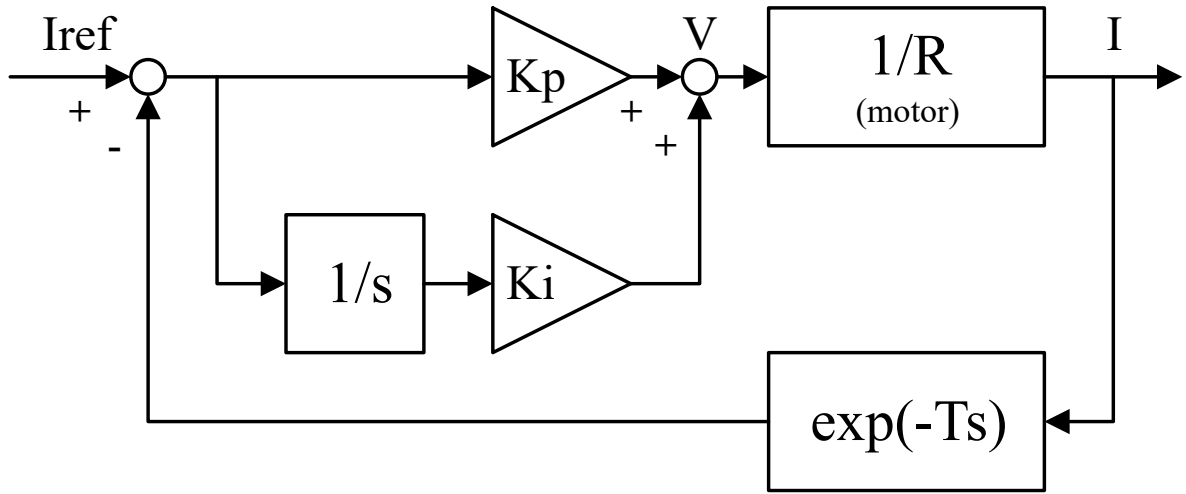 Iref
V
I
Kp
1/R
(motor)
+
-
+
+
1/s
Ki
exp(-Ts)